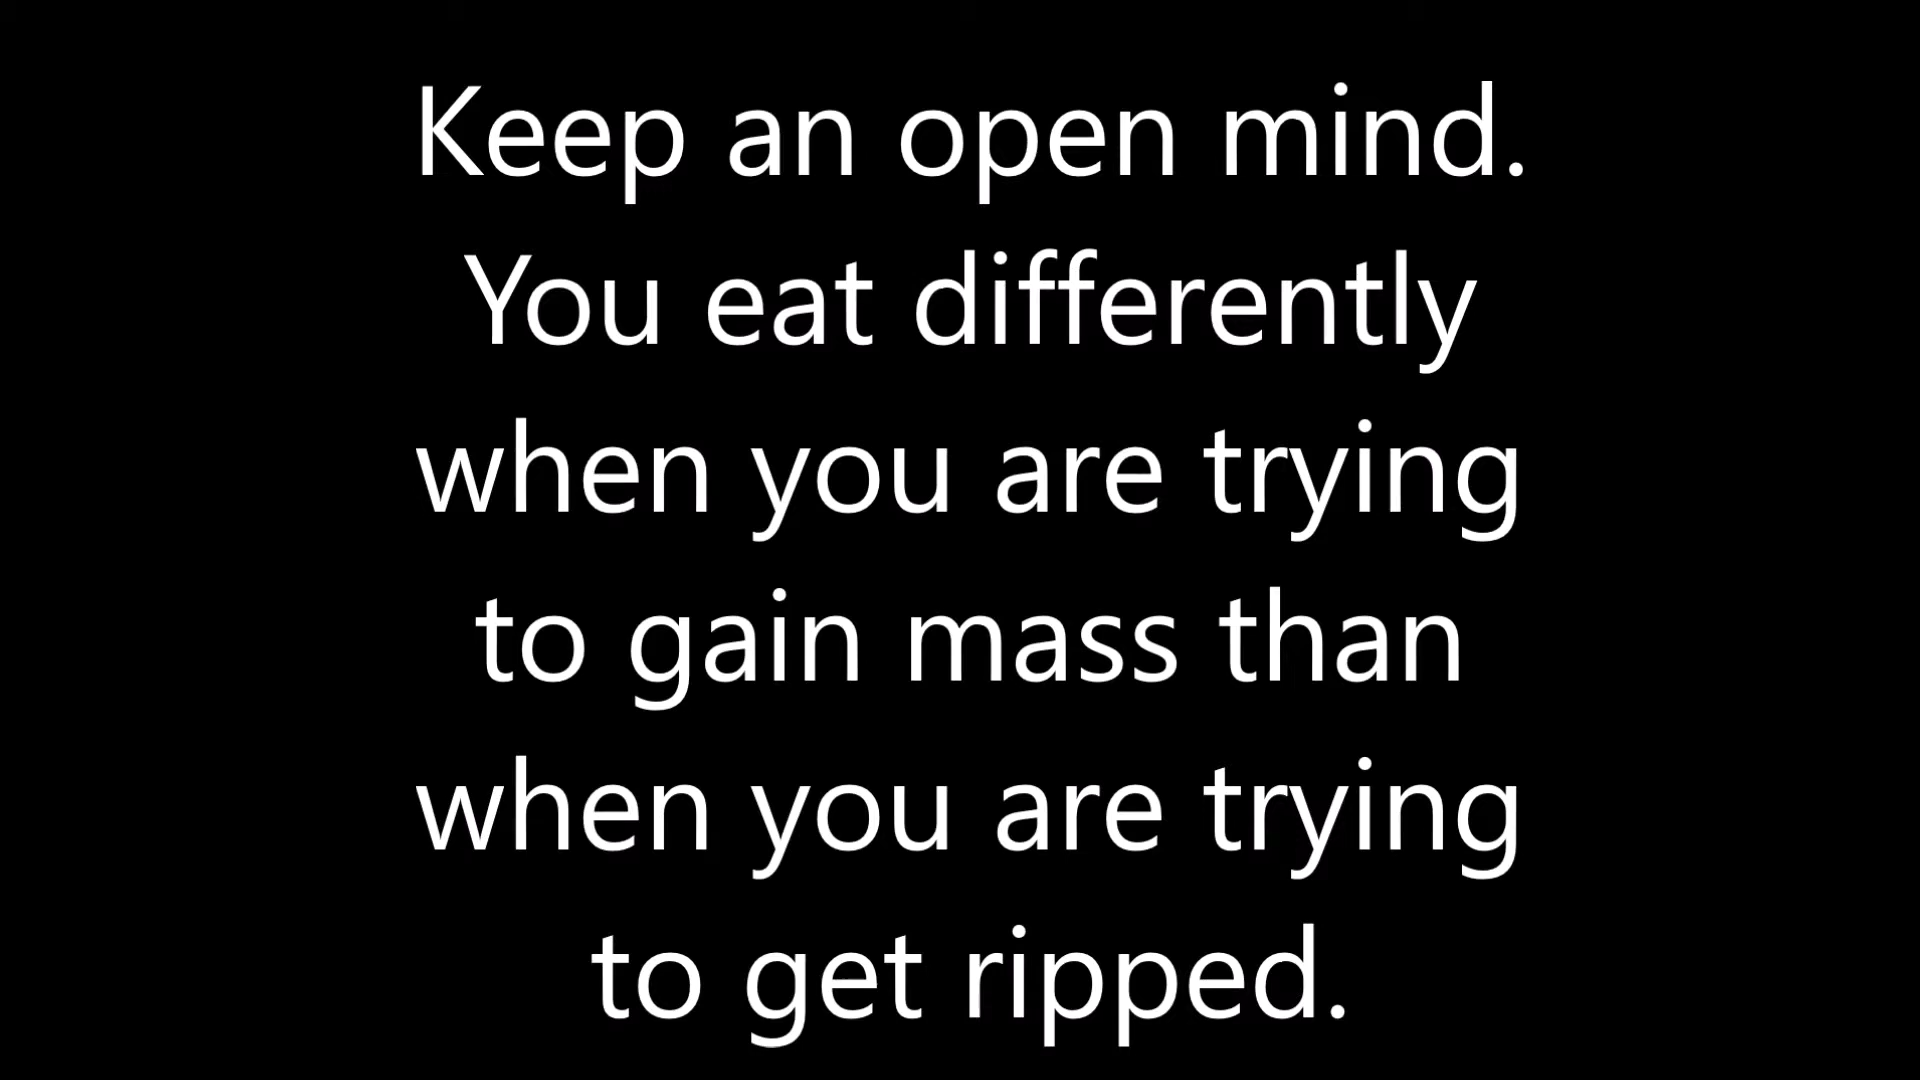 Keep an open mind.
You eat differently
when you are trying
to gain mass than
when you are trying
to get ripped.